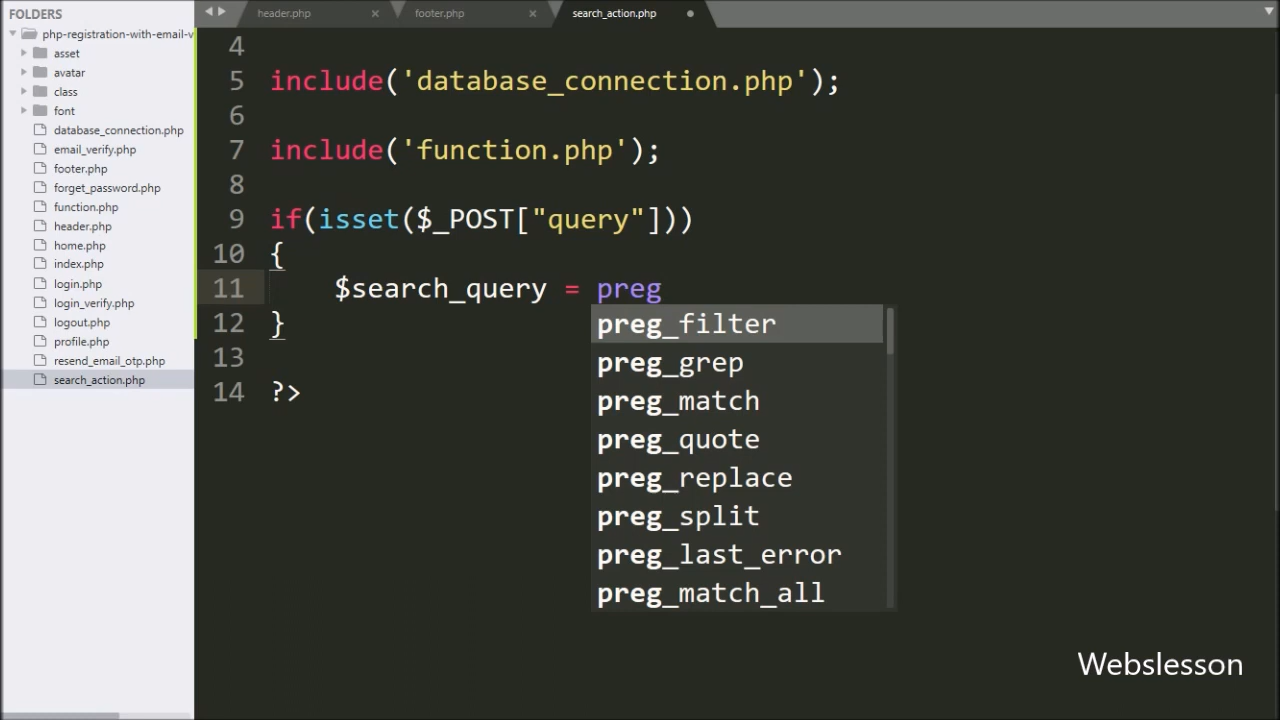 FOLDERS
php-registration-with-email-v
asset
avatar
class
font
database_connection.php
email_verify.php
footer.php
forget_password.php
function.php
header.php
home.php
index.php
login.php
login_verify.php
logout.php
profile.php
resend_email_otp.php
search_action.php
header.php
footer.php
search_action.php
4
5 include('database_connection.php');
6
7 include('function.php');
8
9 if(isset($_POST["query"]))
10 {
11 $search_query = preg
12 }
13
14 ?>
preg_filter
preg_grep
preg_match
preg_quote
preg_replace
preg_split
preg_last_error
preg_match_all
Webslesson